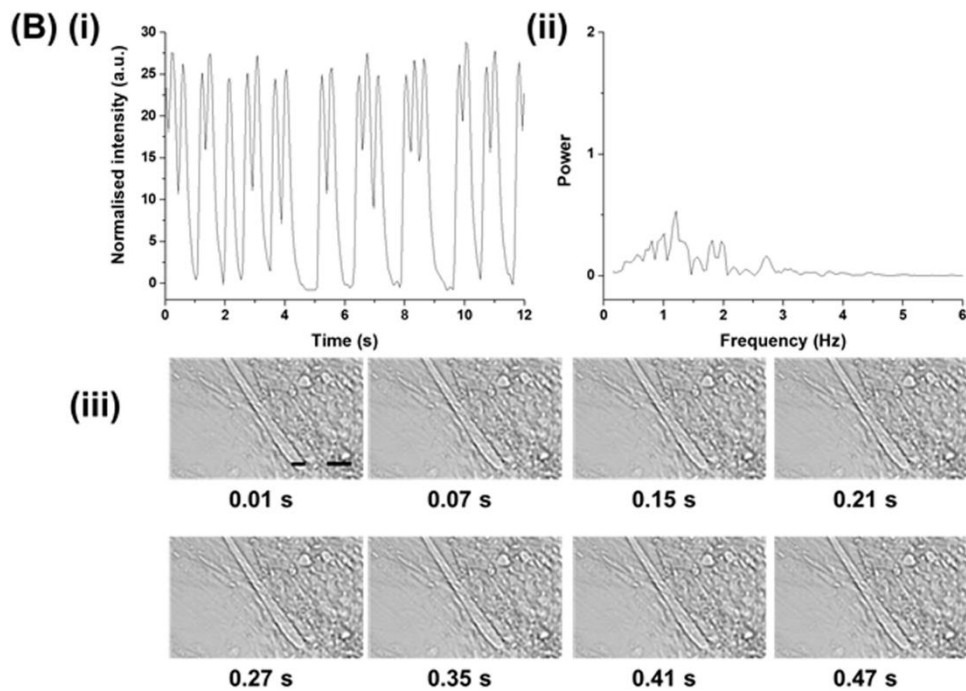 (B) (i)
Normalised intensity (a.u.)
30
25
20
15
10
5
0
0 2 4 6 8 10 12
Time (s)
(ii)
Power
2
1
0
0 1 2 3 4 5 6
Frequency (Hz)
(iii)
0.01 s 0.07 s 0.15 s 0.21 s
0.27 s 0.35 s 0.41 s 0.47 s